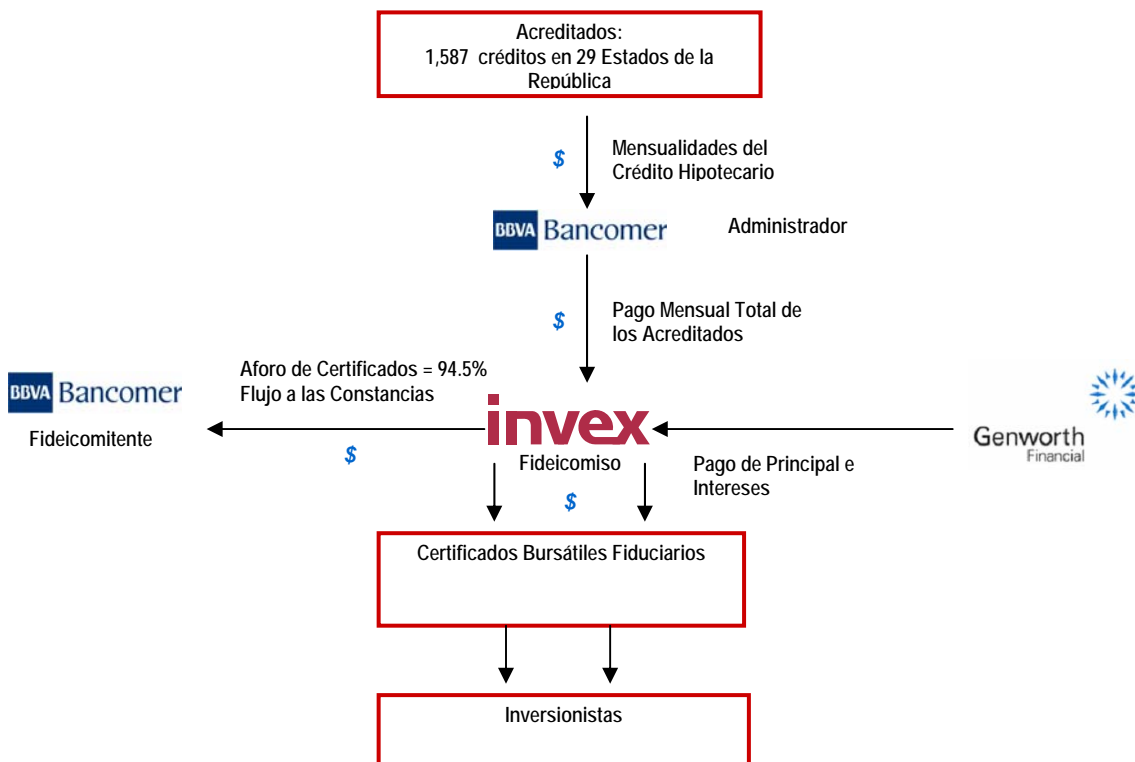 Acreditados:
1,587 créditos en 29 Estados de la
República
$
Mensualidades del
Crédito Hipotecario
BBVA Bancomer
Administrador
$
Pago Mensual Total de
los Acreditados
BBVA Bancomer
Fideicomitente
Aforo de Certificados = 94.5%
Flujo a las Constancias
$
invex
Fideicomiso
Genworth
Financial
Pago de Principal e
Intereses
$
Certificados Bursátiles Fiduciarios
Inversionistas